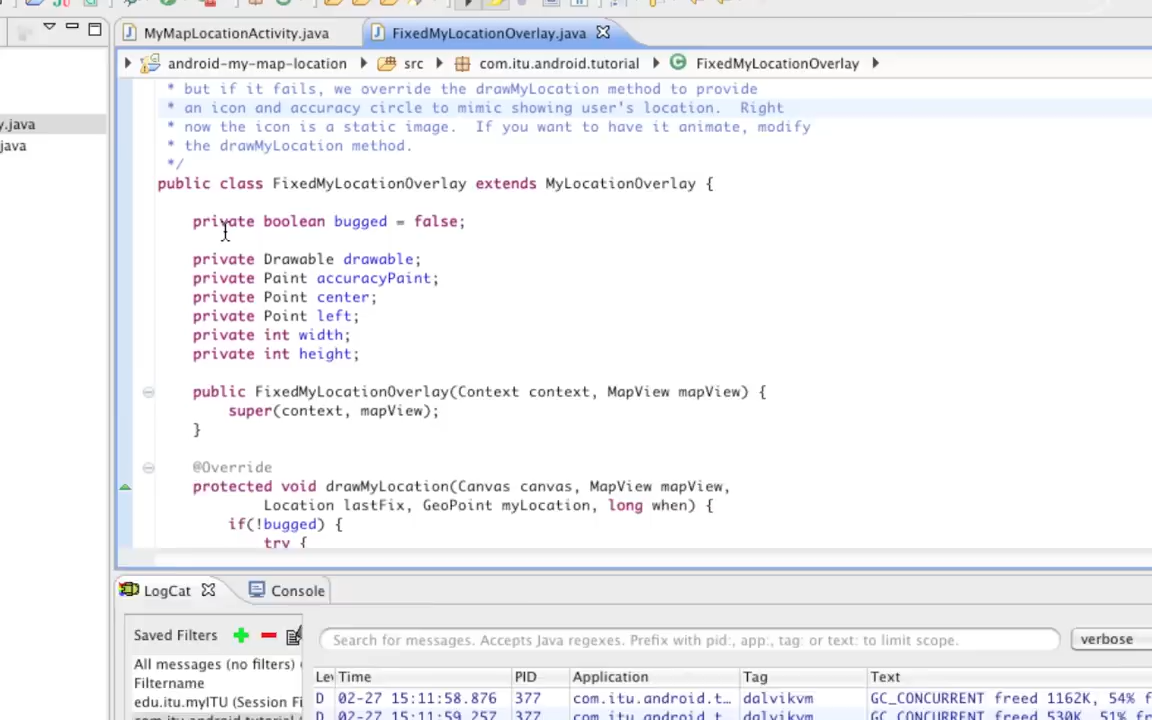 MyMapLocationActivity.java
FixedMyLocationOverlay.java
android-my-map-location src com.itu.android.tutorial FixedMyLocationOverlay
y.java
java
* but if it fails, we override the drawMyLocation method to provide
* an icon and accuracy circle to mimic showing user's location.  Right
* now the icon is a static image.  If you want to have it animate, modify
* the drawMyLocation method.
*/
public class FixedMyLocationOverlay extends MyLocationOverlay {
private boolean bugged = false;
private Drawable drawable;
private Paint accuracyPaint;
private Point center;
private Point left;
private int width;
private int height;
public FixedMyLocationOverlay(Context context, MapView mapView) {
super(context, mapView);
}
@Override
protected void drawMyLocation(Canvas canvas, MapView mapView,
Location lastFix, GeoPoint myLocation, long when) {
if(!bugged) {
try {
LogCat Console
Saved Filters
Search for messages. Accepts Java regexes. Prefix with pid:, app:, tag: or text: to limit scope.
verbose
All messages (no filters) (
Filtername
edu.itu.myITU (Session Fi
Time PID Application Tag Text
D 02-27 15:11:58.876 377 com.itu.android.t... dalvikvm GC_CONCURRENT freed 1162K, 54% f
D 02-27 15:11:59.257 377 com.itu.android.t... dalvikvm GC_CONCURRENT freed 530K, 51% f